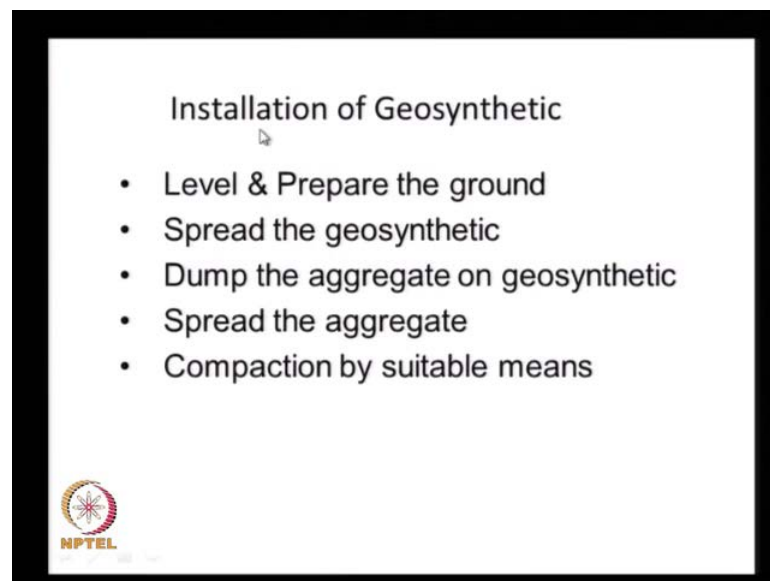 Installation of Geosynthetic
• Level & Prepare the ground
• Spread the geosynthetic
• Dump the aggregate on geosynthetic
• Spread the aggregate
• Compaction by suitable means
NPTEL